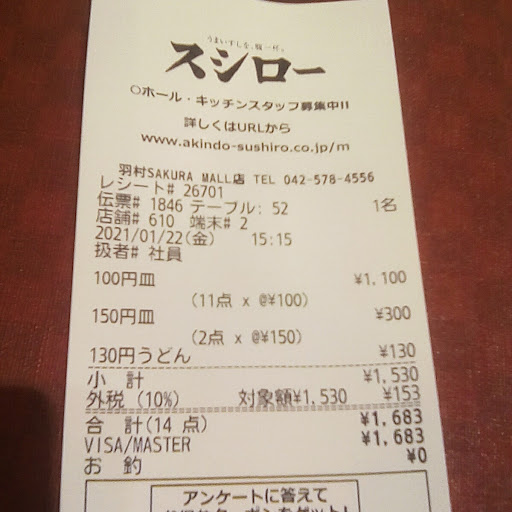 うまいすしを、腹一杯。
スシロー
○ホール・キッチンスタッフ募集中!!
詳しくはURLから
www.akindo-sushiro.co.jp/m
羽村SAKURA MALL店 TEL 042-578-4556
レシート# 26701
伝票# 1846 テーブル: 52 1名
店舗# 610 端末# 2
2021/01/22(金) 15:15
扱者# 社員
100円皿 ¥1,100
(11点 x @¥100)
150円皿 ¥300
(2点 x @¥150)
130円うどん ¥130
小 計 ¥1,530
外税 (10%) 対象額¥1,530 ¥153
合 計(14 点) ¥1,683
VISA/MASTER ¥1,683
お 釣 ¥0
アンケートに答えて